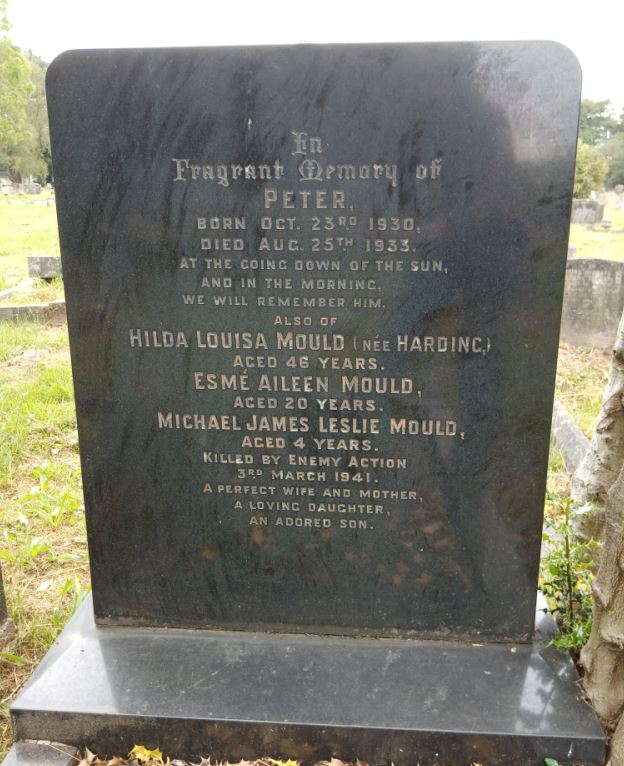 In
Fragrant Memory of
PETER,
BORN OCT. 23RD 1930,
DIED AUG. 25TH 1933.
AT THE GOING DOWN OF THE SUN,
AND IN THE MORNING,
WE WILL REMEMBER HIM.
ALSO OF
HILDA LOUISA MOULD (NÉE HARDING,)
AGED 46 YEARS.
ESMÉ AILEEN MOULD,
AGED 20 YEARS.
MICHAEL JAMES LESLIE MOULD,
AGED 4 YEARS.
KILLED BY ENEMY ACTION
3RD MARCH 1941.
A PERFECT WIFE AND MOTHER,
A LOVING DAUGHTER,
AN ADORED SON.